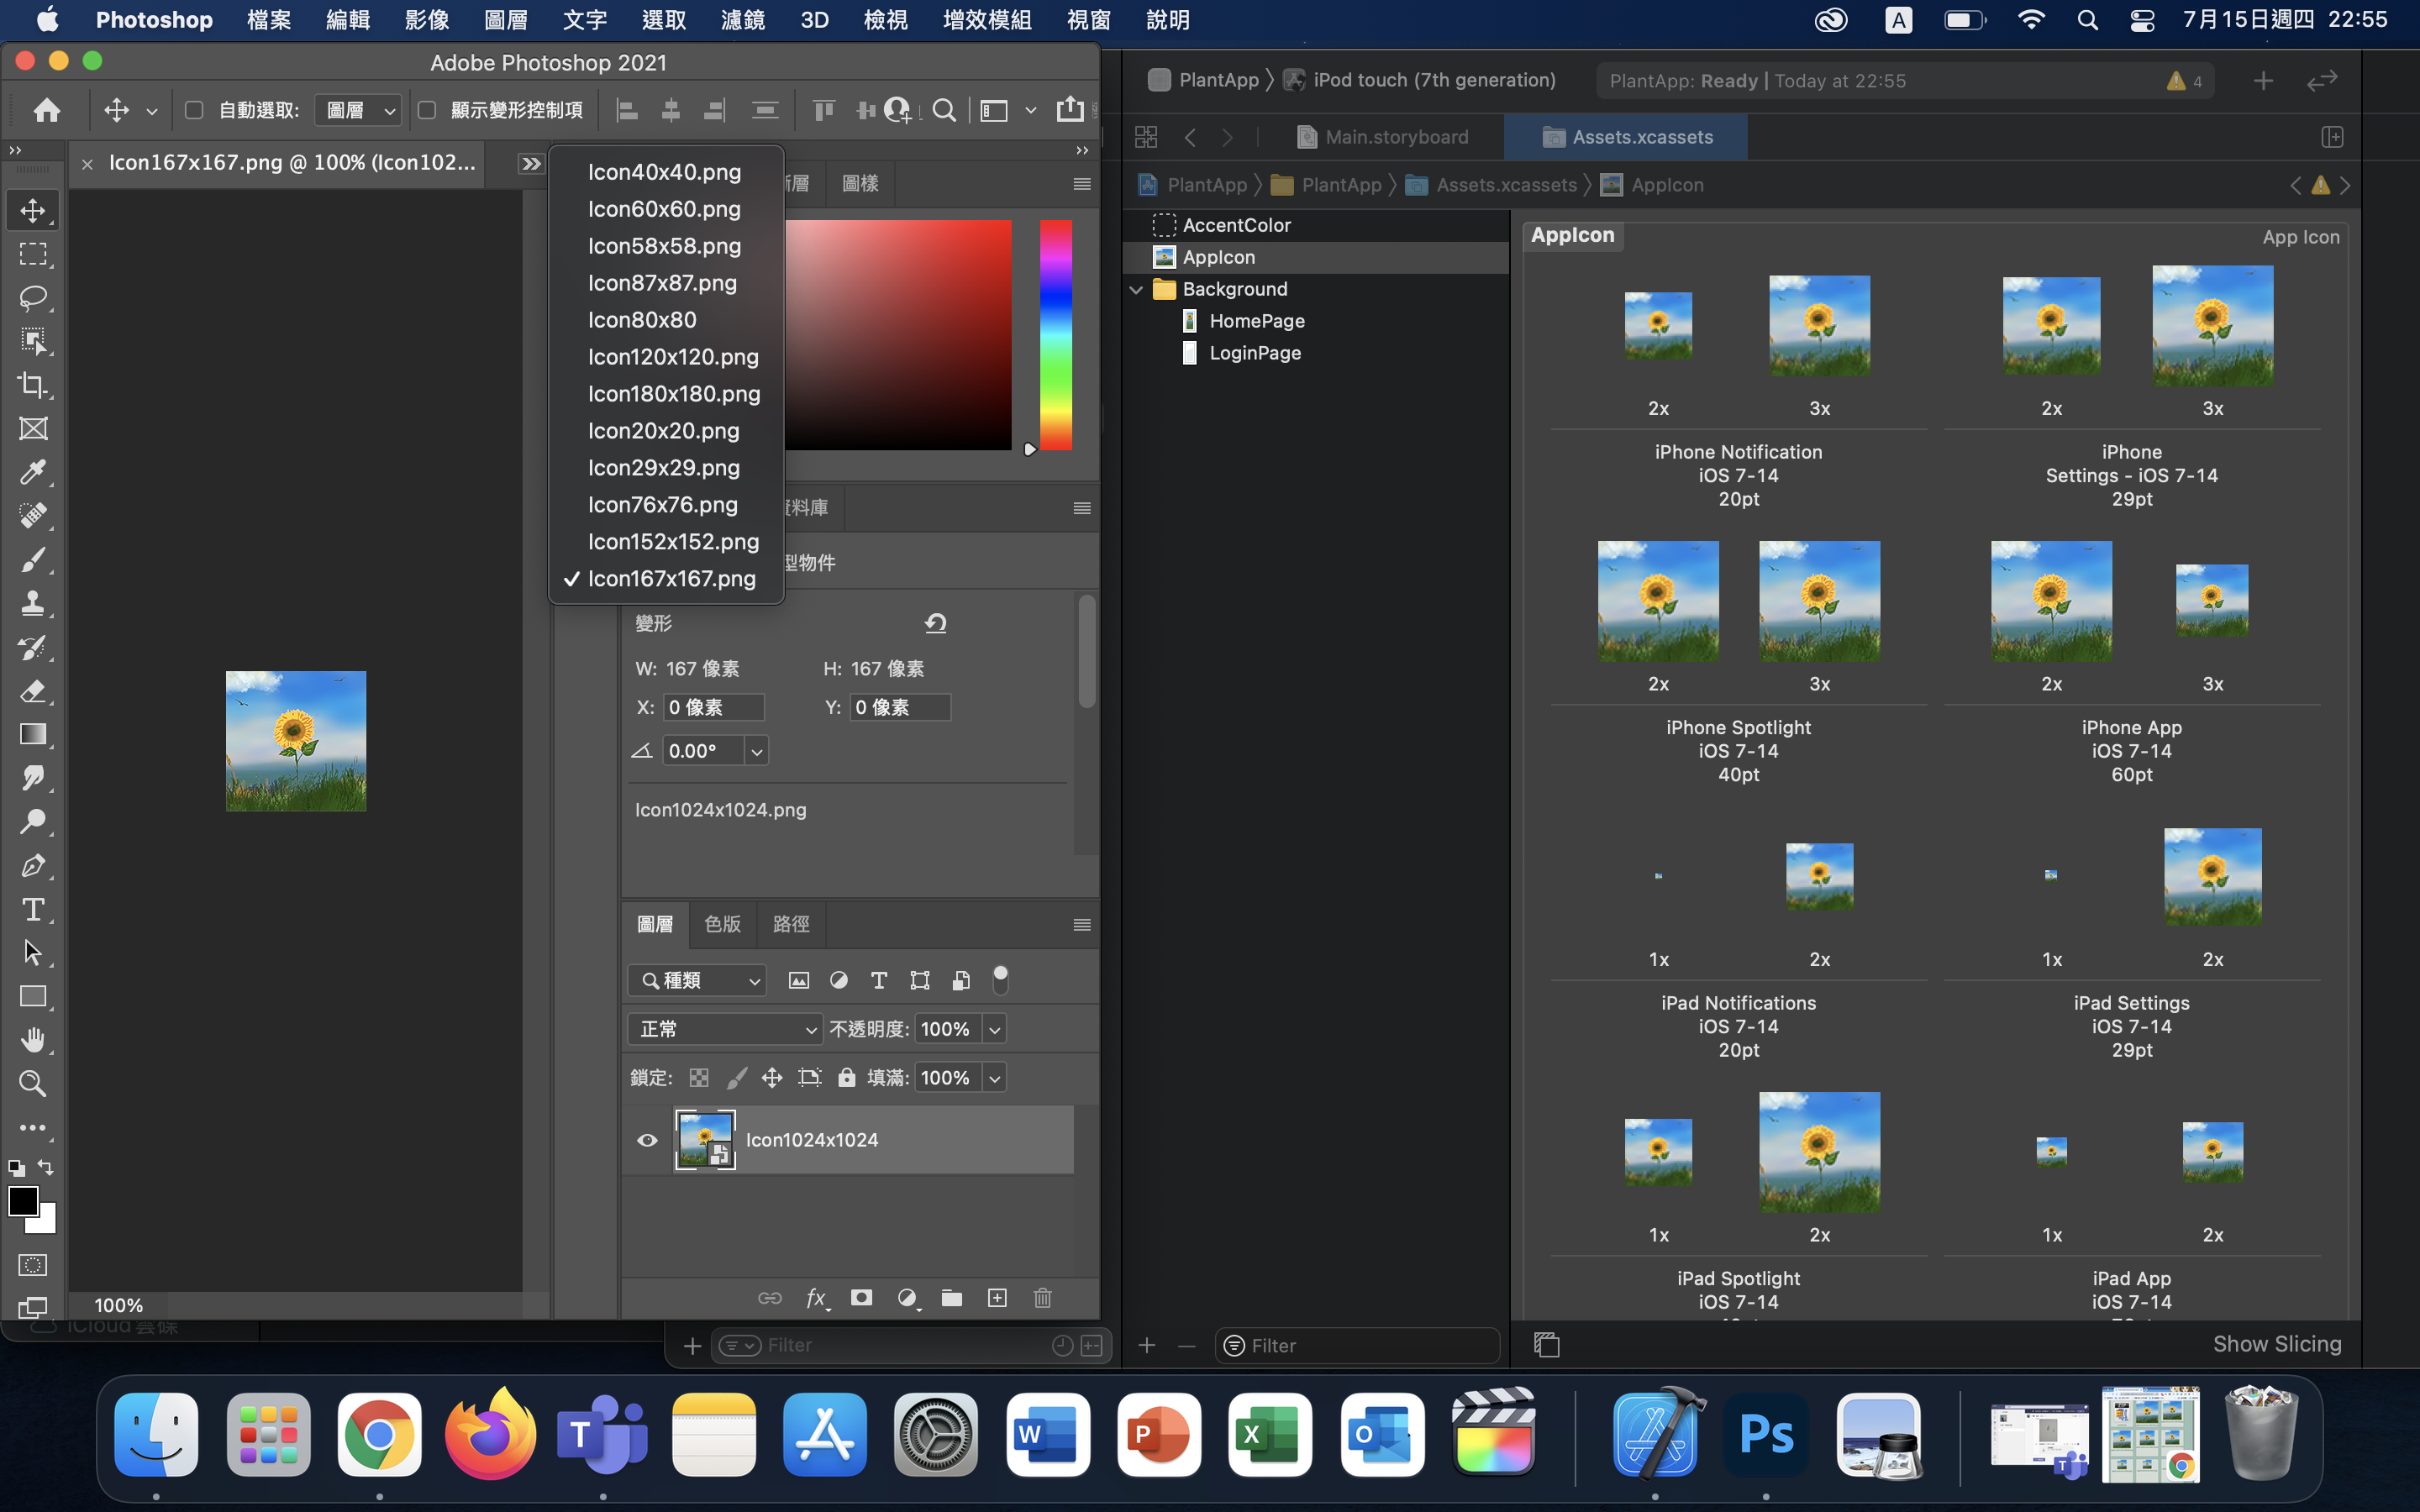 Photoshop 檔案 編輯 影像 圖層 文字 選取 濾鏡 3D 檢視 增效模組 視窗 說明
A 7月15日週四 22:55
Adobe Photoshop 2021
自動選取: 圖層 顯示變形控制項
Icon167x167.png @ 100% (Icon102...
Icon40x40.png
Icon60x60.png
Icon58x58.png
Icon87x87.png
Icon80x80
Icon120x120.png
Icon180x180.png
Icon20x20.png
Icon29x29.png
Icon76x76.png
Icon152x152.png
Icon167x167.png
圖樣
資料庫
型物件
變形
W: 167 像素 H: 167 像素
X: 0 像素 Y: 0 像素
0.00°
Icon1024x1024.png
圖層 色版 路徑
種類
正常 不透明度: 100%
鎖定: 填滿: 100%
Icon1024x1024
fx
100%
iCloud 雲碟
Filter
PlantApp iPod touch (7th generation)
PlantApp: Ready | Today at 22:55 4
Main.storyboard Assets.xcassets
PlantApp PlantApp Assets.xcassets AppIcon
AccentColor
AppIcon
Background
HomePage
LoginPage
Filter
AppIcon App Icon
2x 3x 2x 3x
iPhone Notification
iOS 7-14
20pt
iPhone
Settings - iOS 7-14
29pt
2x 3x 2x 3x
iPhone Spotlight
iOS 7-14
40pt
iPhone App
iOS 7-14
60pt
1x 2x 1x 2x
iPad Notifications
iOS 7-14
20pt
iPad Settings
iOS 7-14
29pt
1x 2x 1x 2x
iPad Spotlight
iOS 7-14
iPad App
iOS 7-14
Show Slicing
T W P X O Ps